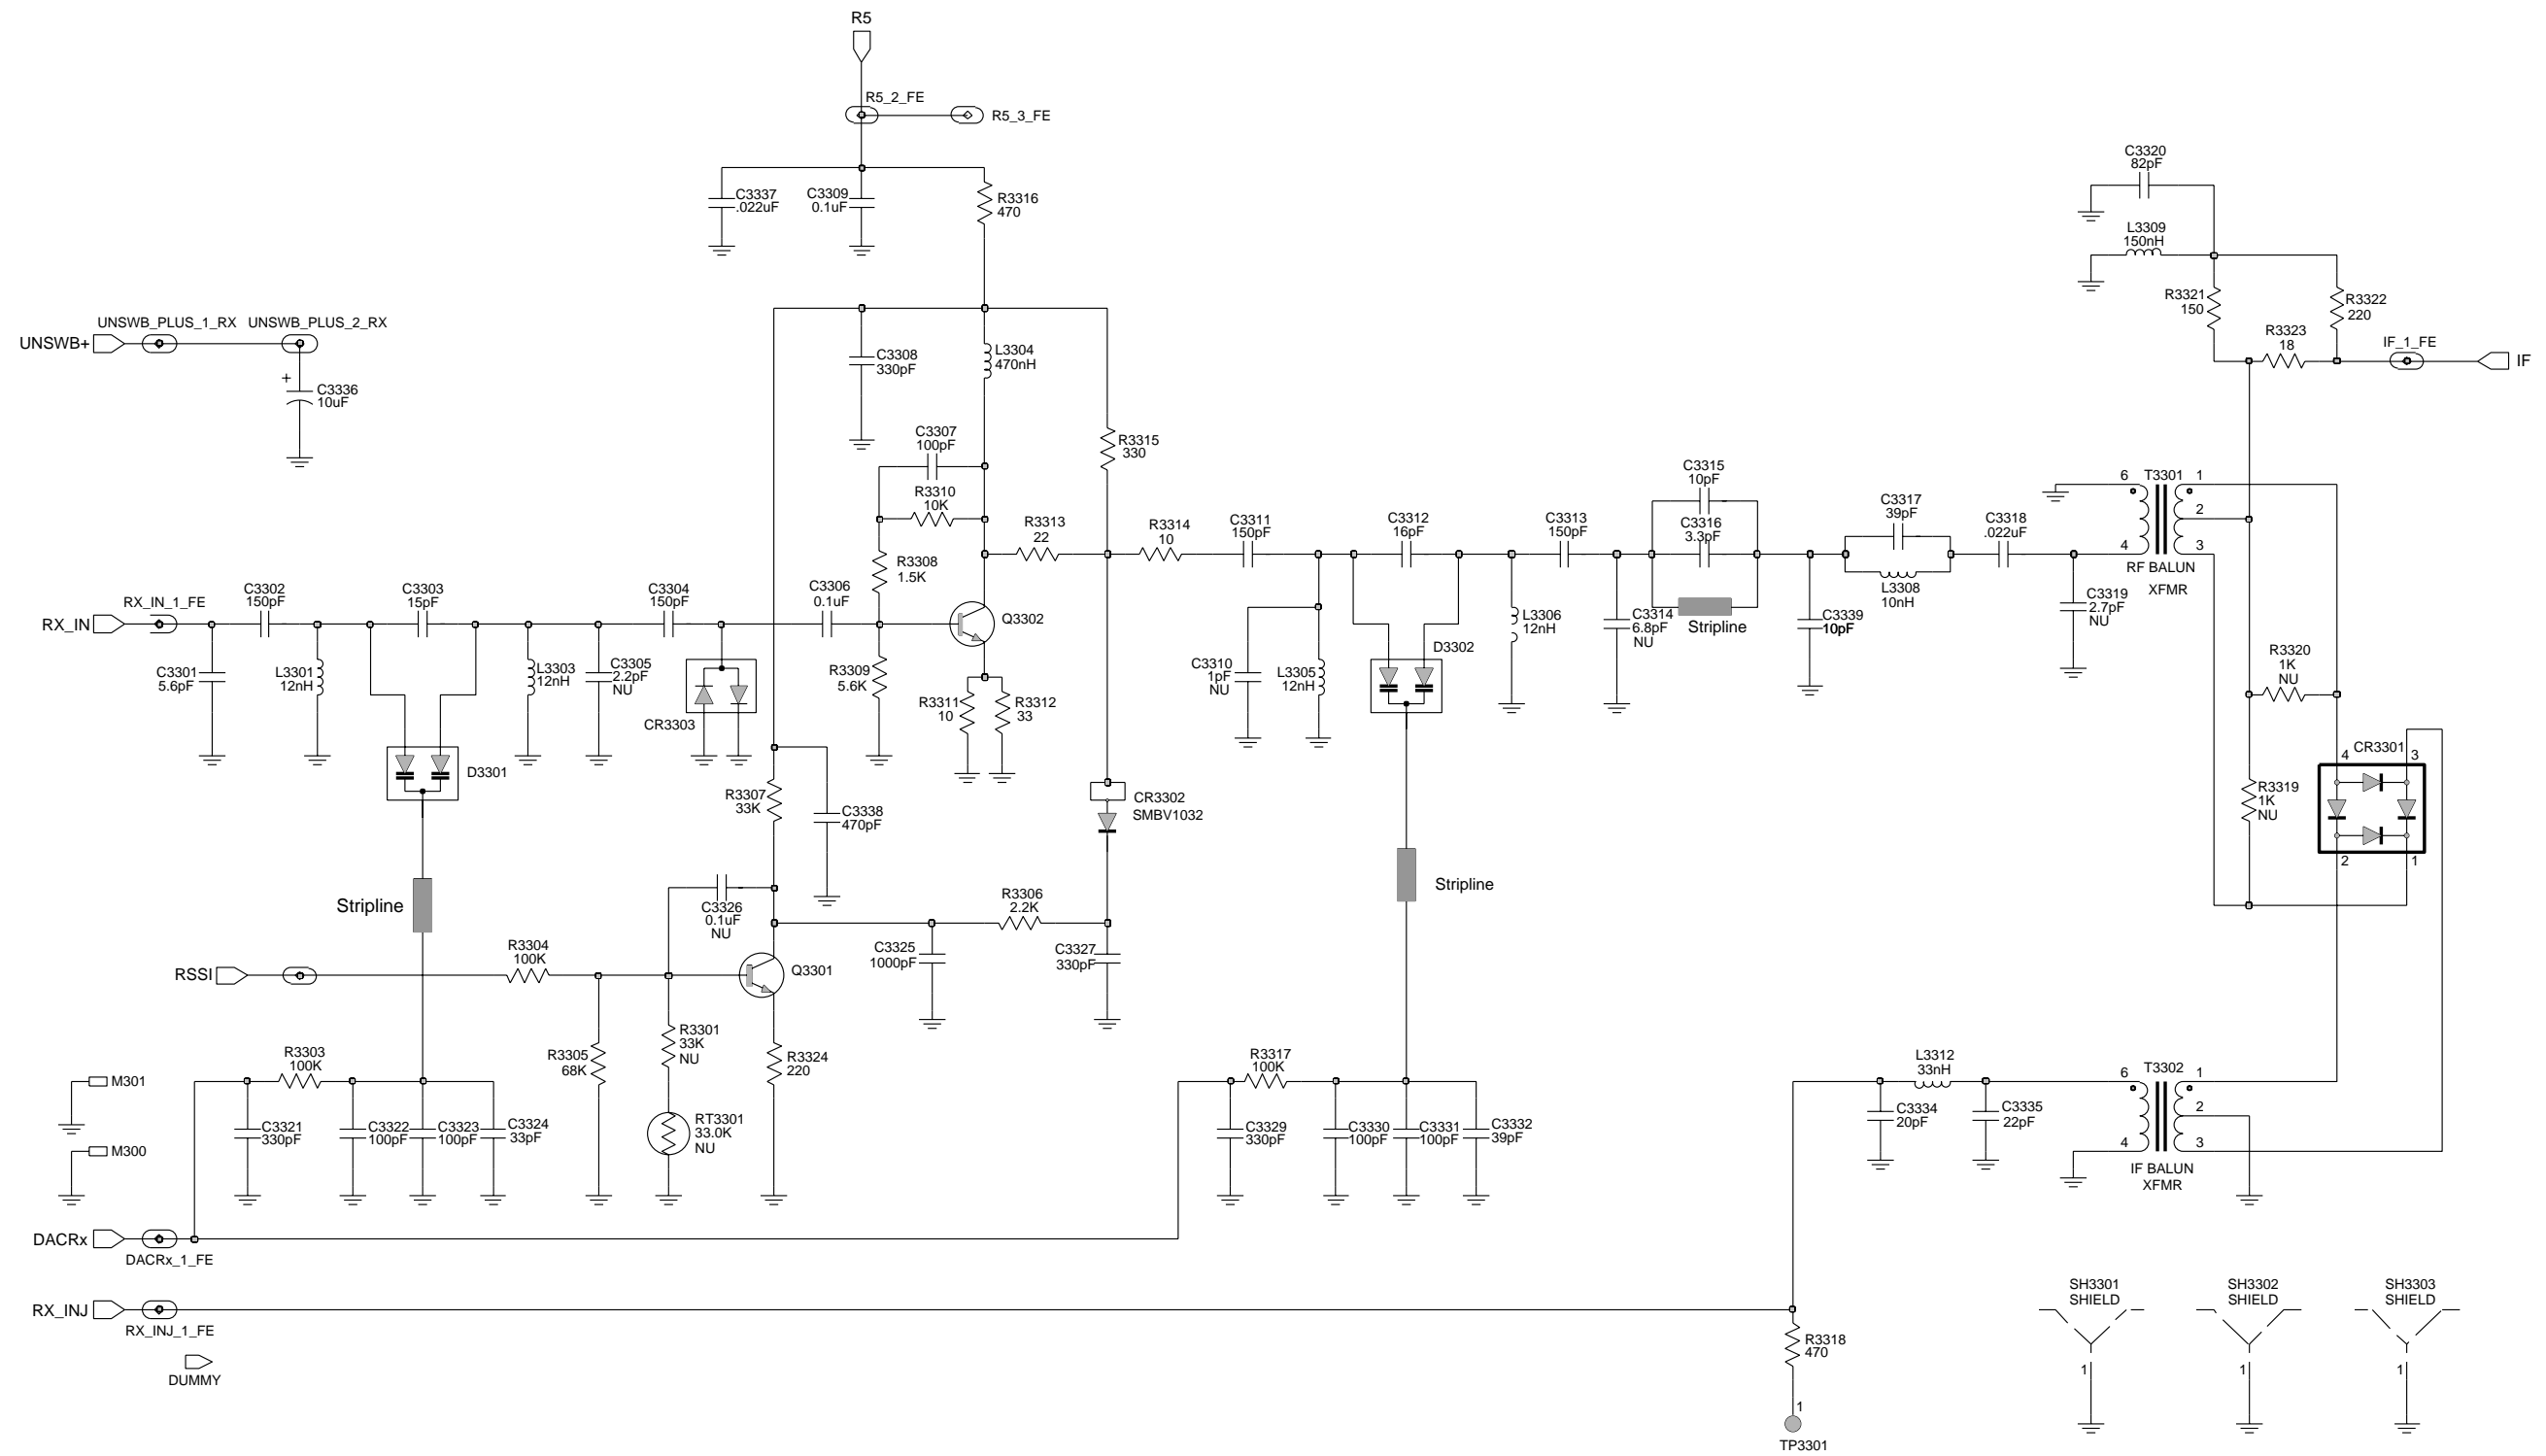 R5
R5_2_FE
R5_3_FE
C3337
.022uF
C3309
0.1uF
R3316
470
C3320
82pF
L3309
150nH
R3321
150
R3322
220
R3323
18
IF_1_FE
IF
UNSWB_PLUS_1_RX
UNSWB_PLUS_2_RX
UNSWB+
+
C3336
10uF
C3308
330pF
L3304
470nH
C3307
100pF
R3310
10K
R3315
330
R3308
1.5K
R3313
22
R3314
10
C3311
150pF
C3312
16pF
C3313
150pF
C3315
10pF
C3316
3.3pF
Stripline
C3317
39pF
L3308
10nH
C3318
.022uF
6
T3301
1
2
4
3
RF BALUN
XFMR
C3319
2.7pF
NU
RX_IN
RX_IN_1_FE
C3302
150pF
C3303
15pF
C3304
150pF
C3306
0.1uF
Q3302
C3301
5.6pF
L3301
12nH
L3303
12nH
C3305
2.2pF
NU
CR3303
R3309
5.6K
R3311
10
R3312
33
C3310
1pF
NU
L3305
12nH
D3302
L3306
12nH
C3314
6.8pF
NU
C3339
10pF
R3320
1K
NU
D3301
R3307
33K
C3338
470pF
CR3302
SMBV1032
R3319
1K
NU
CR3301
4
3
2
1
Stripline
Stripline
C3326
0.1uF
NU
R3306
2.2K
RSSI
R3304
100K
Q3301
C3325
1000pF
C3327
330pF
R3301
33K
NU
R3305
68K
R3324
220
RT3301
33.0K
NU
M301
M300
R3303
100K
C3321
330pF
C3322
100pF
C3323
100pF
C3324
33pF
R3317
100K
C3329
330pF
C3330
100pF
C3331
100pF
C3332
39pF
L3312
33nH
C3334
20pF
C3335
22pF
6
T3302
1
2
4
3
IF BALUN
XFMR
DACRx
DACRx_1_FE
RX_INJ
RX_INJ_1_FE
DUMMY
R3318
470
1
TP3301
SH3301
SHIELD
1
SH3302
SHIELD
1
SH3303
SHIELD
1